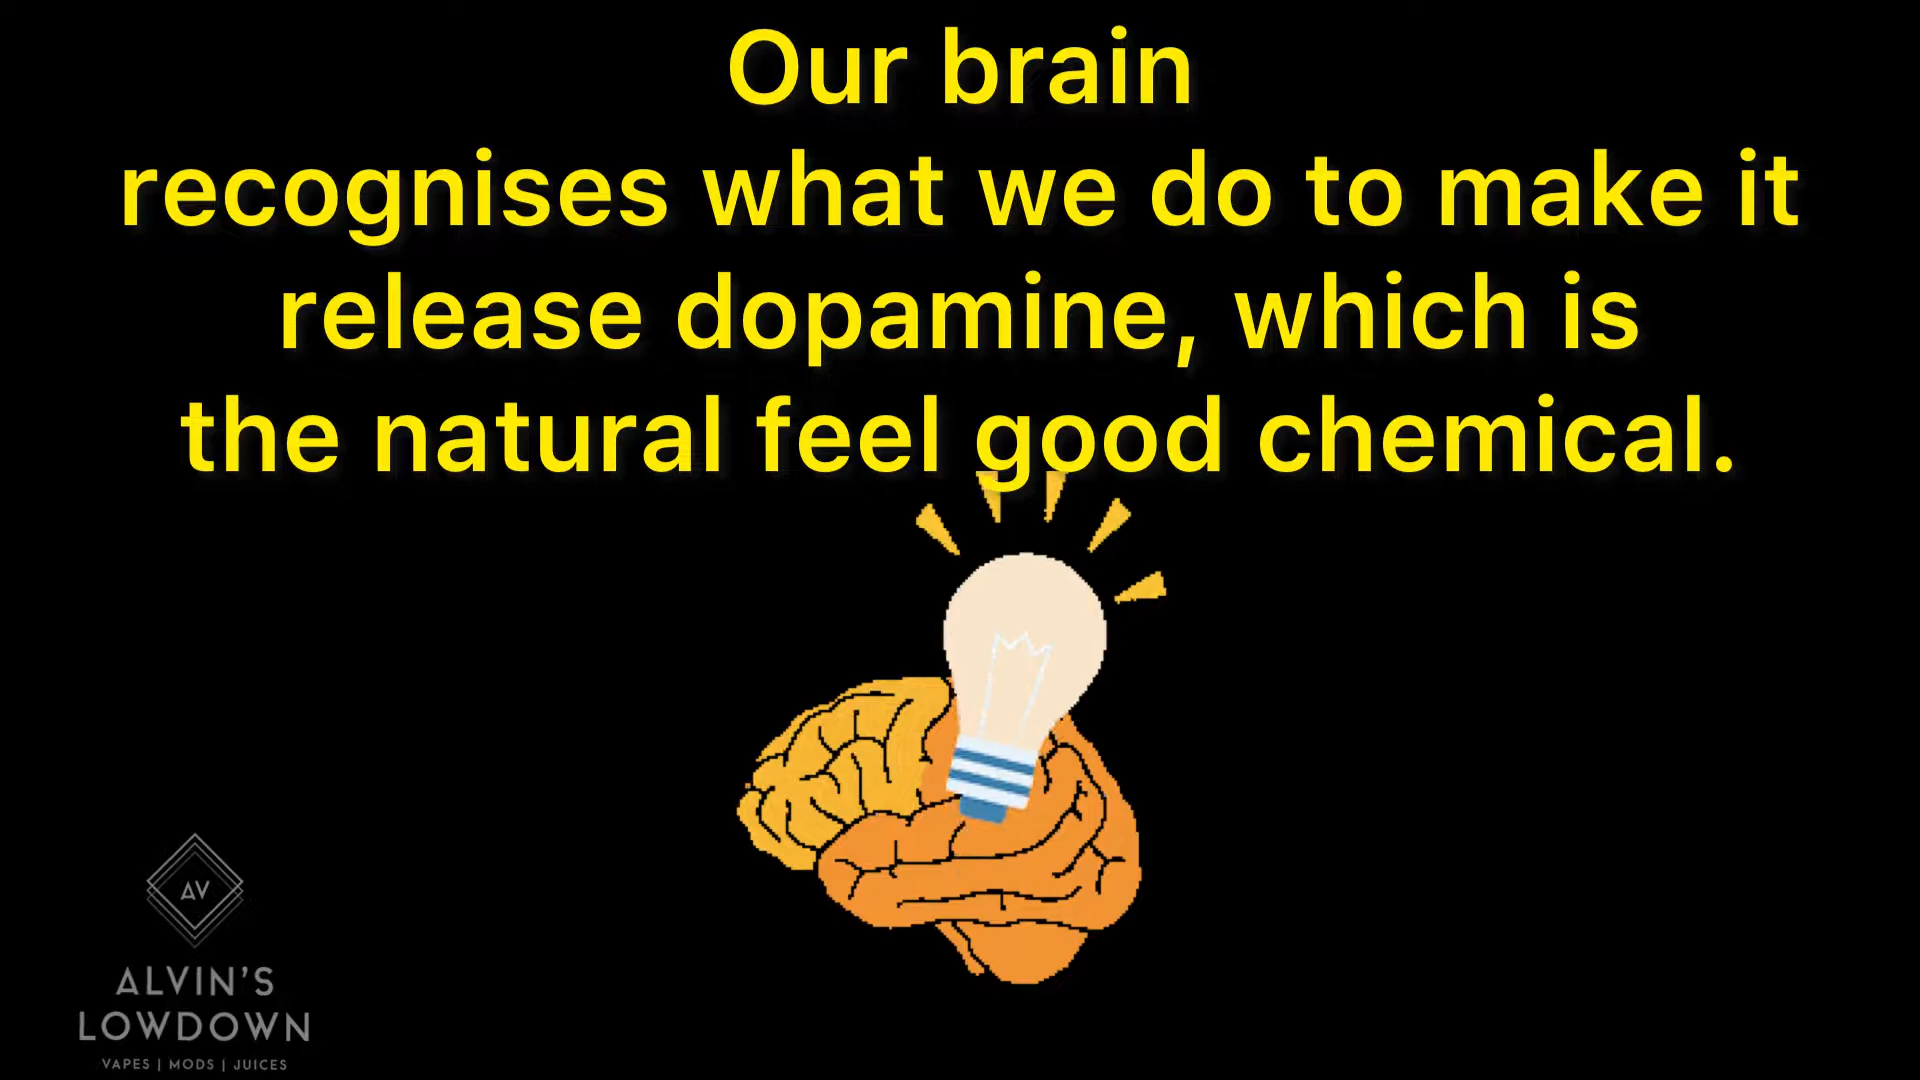 Our brain
recognises what we do to make it
release dopamine, which is
the natural feel good chemical.
AV
ALVIN'S
LOWDOWN
VAPES | MODS | JUICES